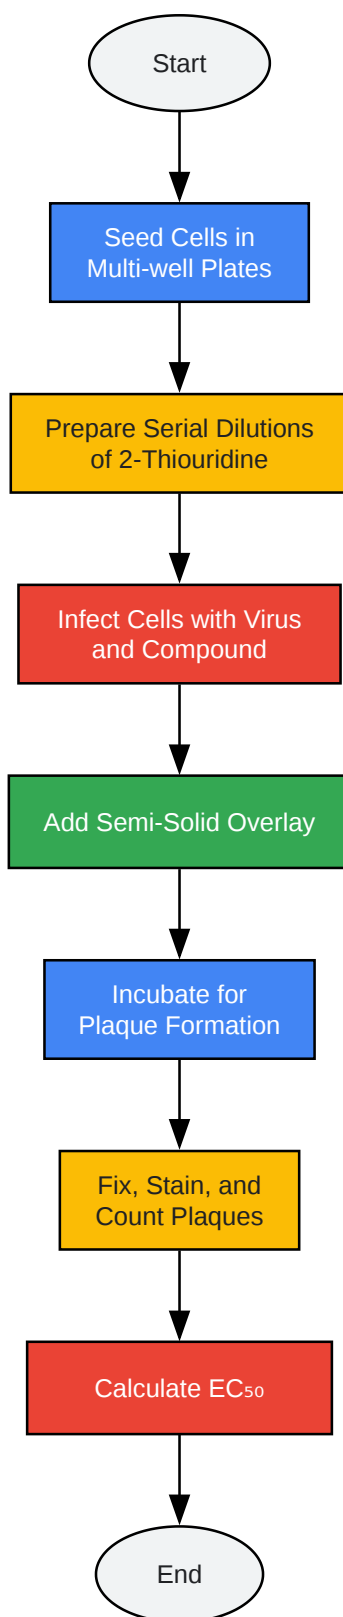 Start
Seed Cells in
Multi-well Plates
Prepare Serial Dilutions
of 2-Thiouridine
Infect Cells with Virus
and Compound
Add Semi-Solid Overlay
Incubate for
Plaque Formation
Fix, Stain, and
Count Plaques
Calculate EC₅₀
End